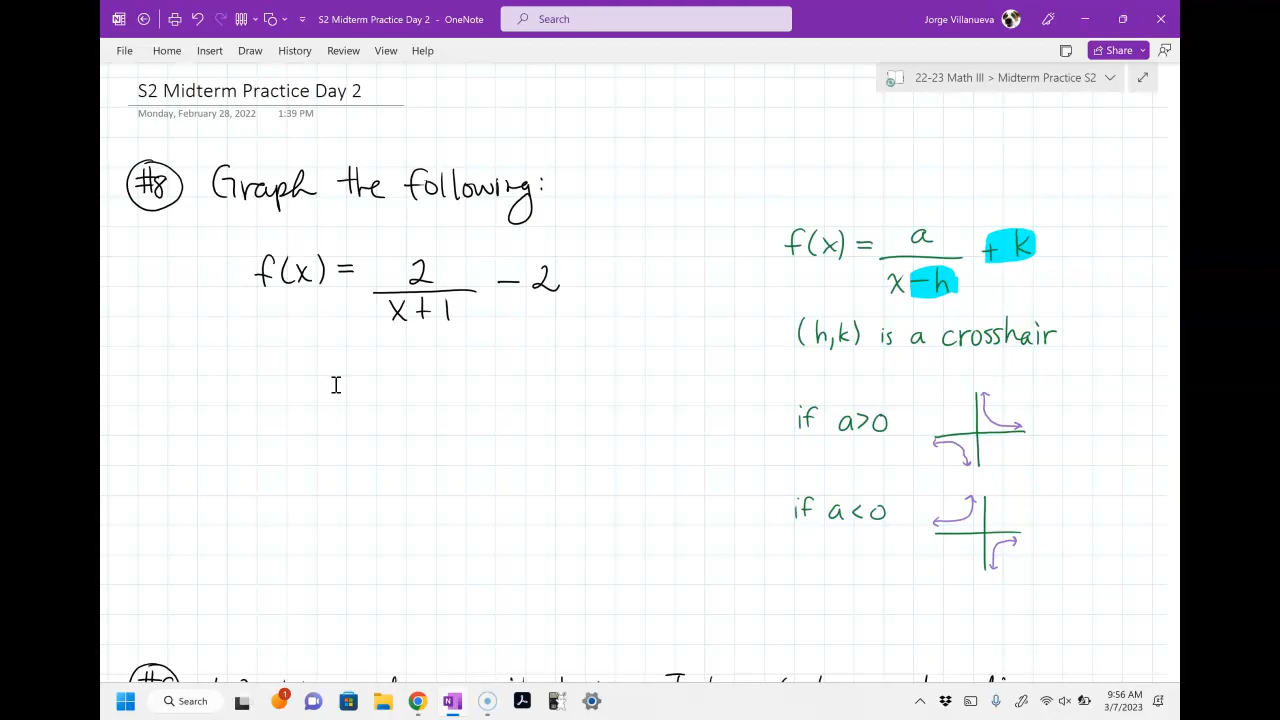 S2 Midterm Practice Day 2 - OneNote
Search
Jorge Villanueva
File Home Insert Draw History Review View Help
Share
22-23 Math III > Midterm Practice S2
S2 Midterm Practice Day 2
Monday, February 28, 2022 1:39 PM
#8 Graph the following:
f(x) = 2/(x+1) - 2
f(x) = a/(x-h) + k
(h,k) is a crosshair
if a>0
if a<0
Search
1
9:56 AM
3/7/2023